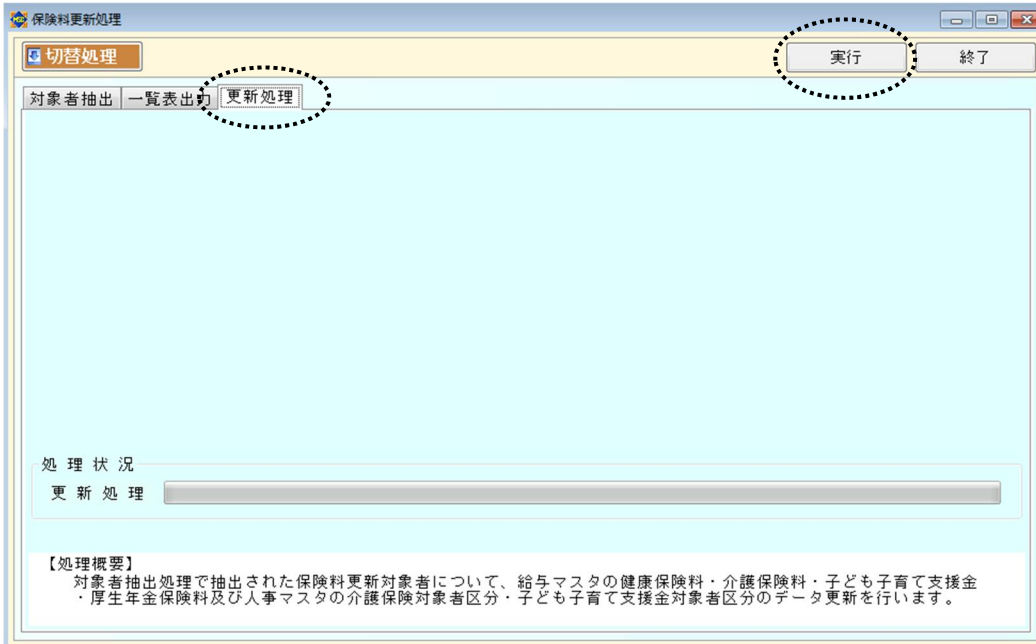 保険料更新処理
切替処理
実行
終了
対象者抽出
一覧表出力
更新処理
処理状況
更新処理
【処理概要】
対象者抽出処理で抽出された保険料更新対象者について、給与マスタの健康保険料・介護保険料・子ども子育て支援金
・厚生年金保険料及び人事マスタの介護保険対象者区分・子ども子育て支援金対象者区分のデータ更新を行います。